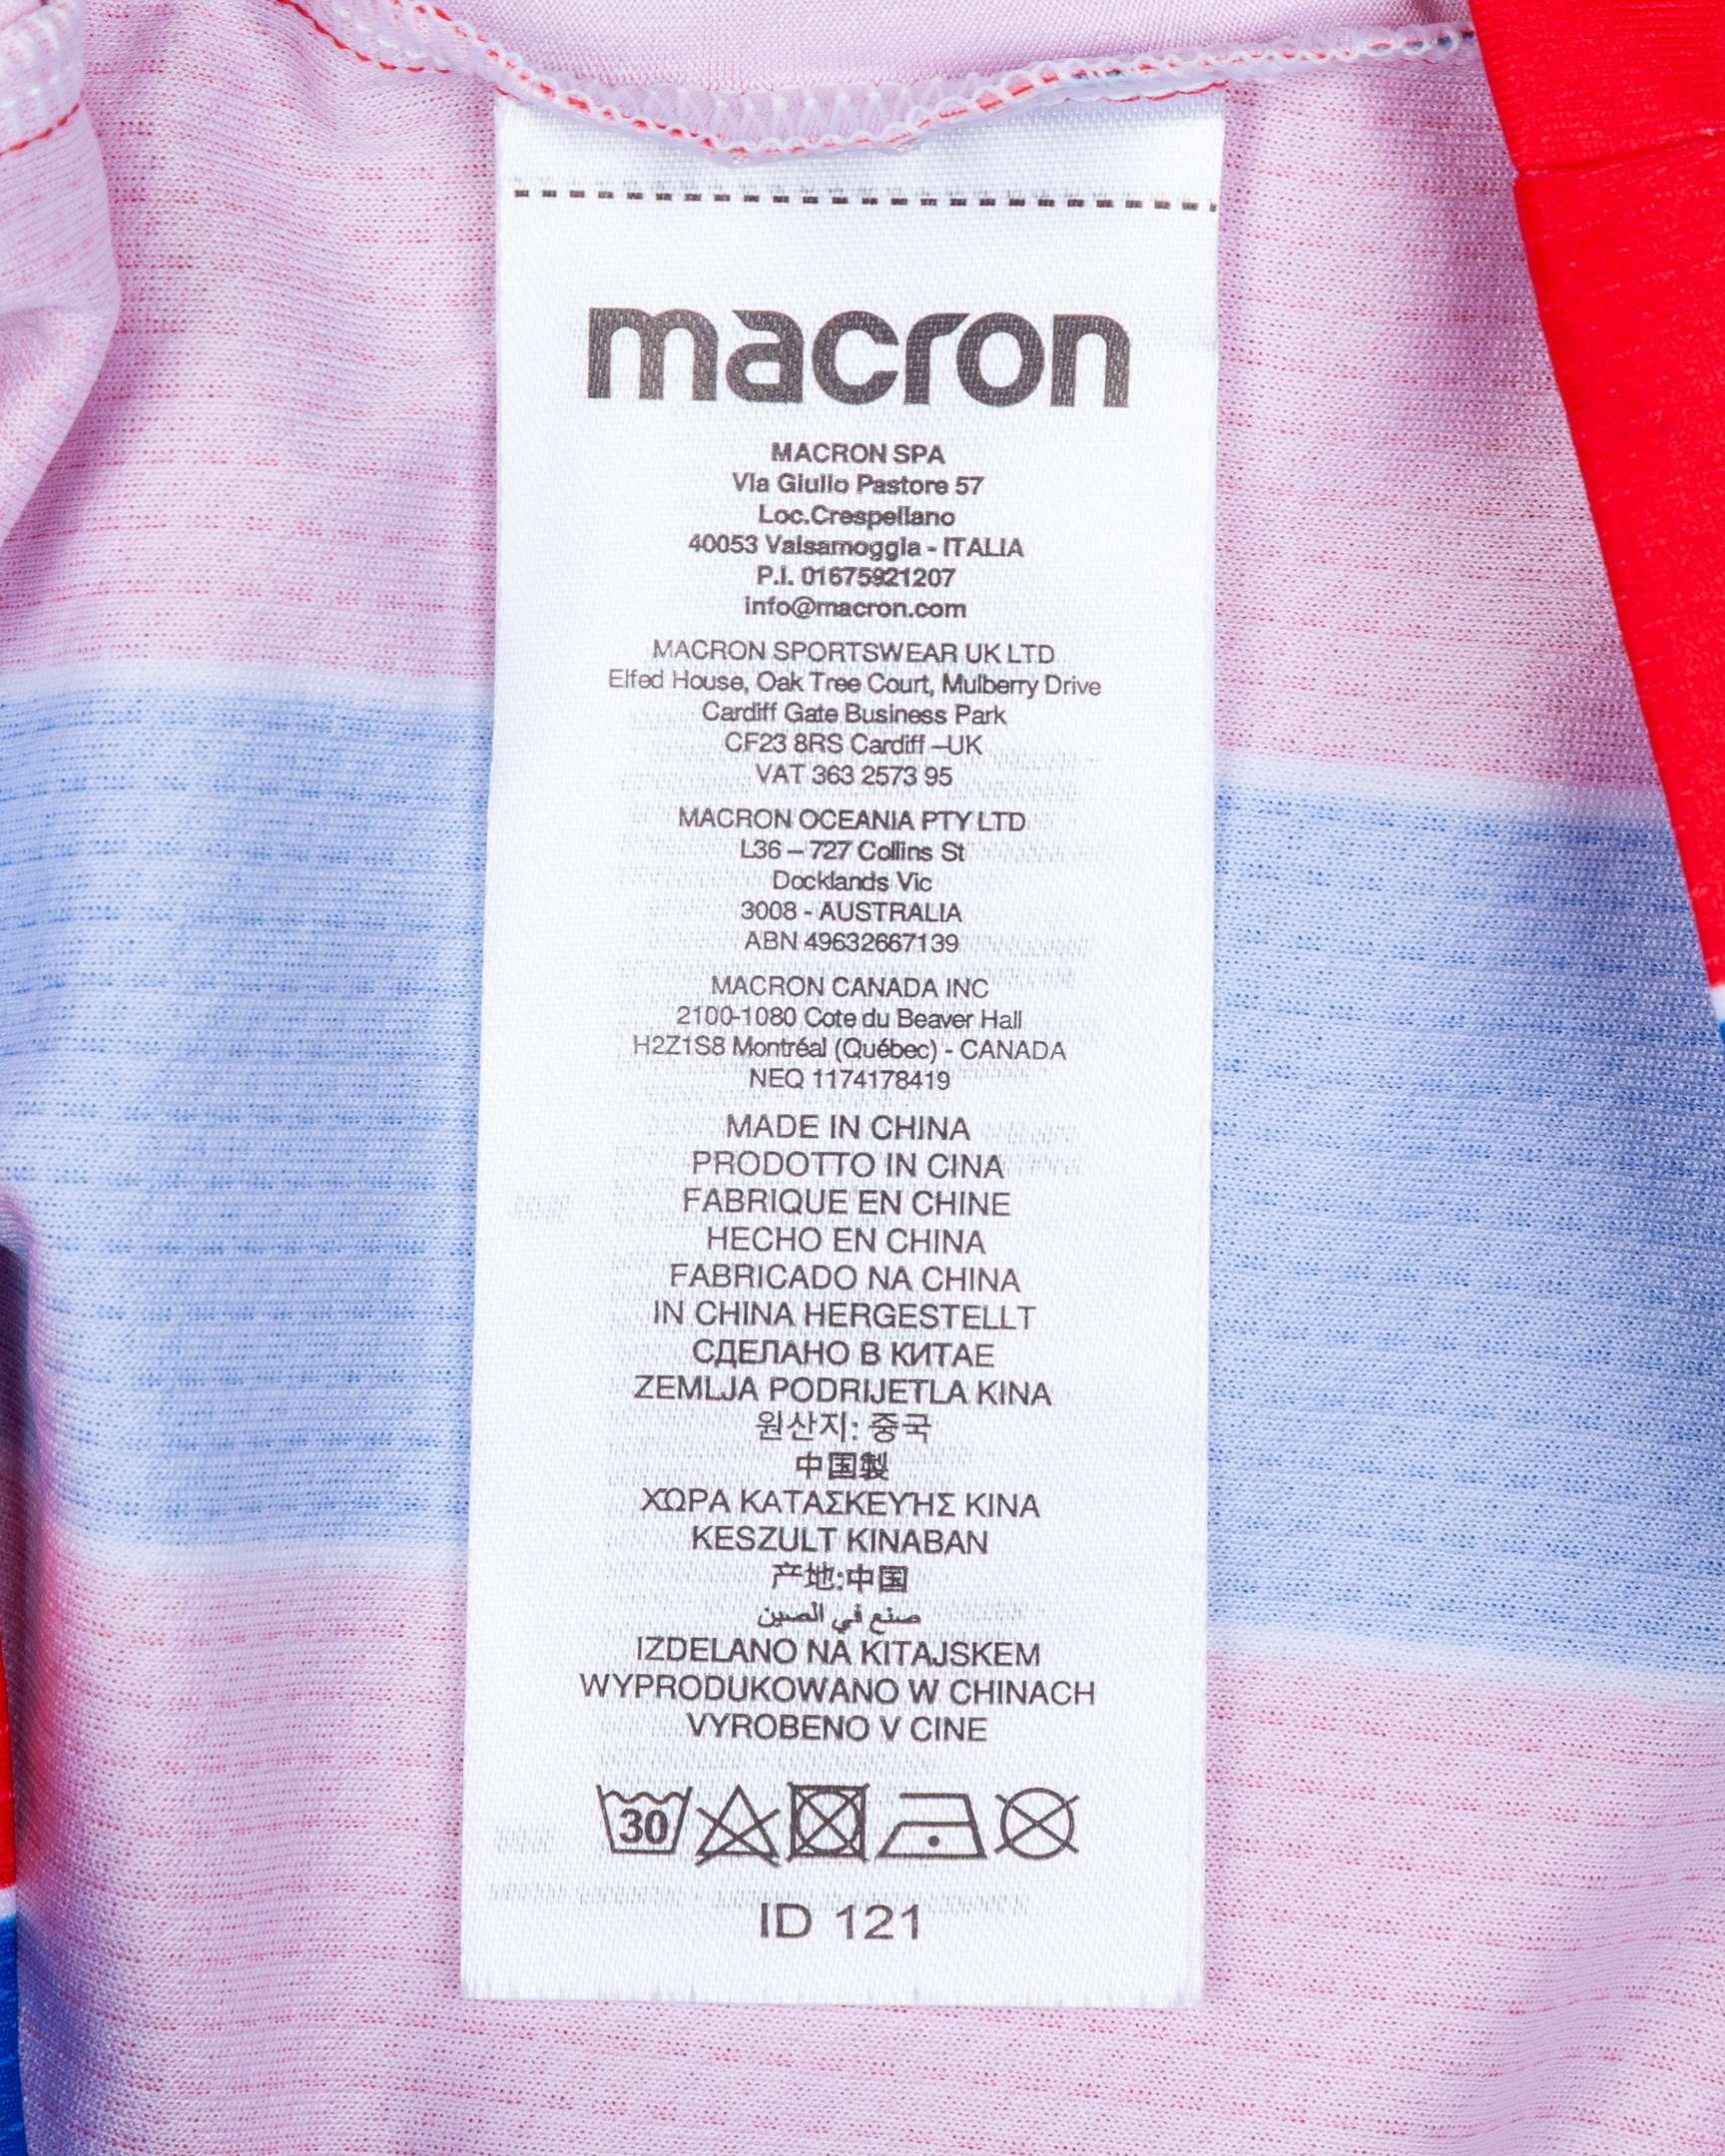 macron
MACRON SPA
Via Giulio Pastore 57
Loc.Crespellano
40053 Valsamoggia - ITALIA
P.I. 01675921207
info@macron.com
MACRON SPORTSWEAR UK LTD
Elfed House, Oak Tree Court, Mulberry Drive
Cardiff Gate Business Park
CF23 8RS Cardiff –UK
VAT 363 2573 95
MACRON OCEANIA PTY LTD
L36 – 727 Collins St
Docklands Vic
3008 - AUSTRALIA
ABN 49632667139
MACRON CANADA INC
2100-1080 Cote du Beaver Hall
H2Z1S8 Montréal (Québec) - CANADA
NEQ 1174178419
MADE IN CHINA
PRODOTTO IN CINA
FABRIQUE EN CHINE
HECHO EN CHINA
FABRICADO NA CHINA
IN CHINA HERGESTELLT
СДЕЛАНО В КИТАЕ
ZEMLJA PODRIJETLA KINA
원산지: 중국
中国製
ΧΩΡΑ ΚΑΤΑΣΚΕΥΉΣ ΚΙΝΑ
KESZULT KINABAN
产地:中国
صنع في الصين
IZDELANO NA KITAJSKEM
WYPRODUKOWANO W CHINACH
VYROBENO V CINE
30
ID 121